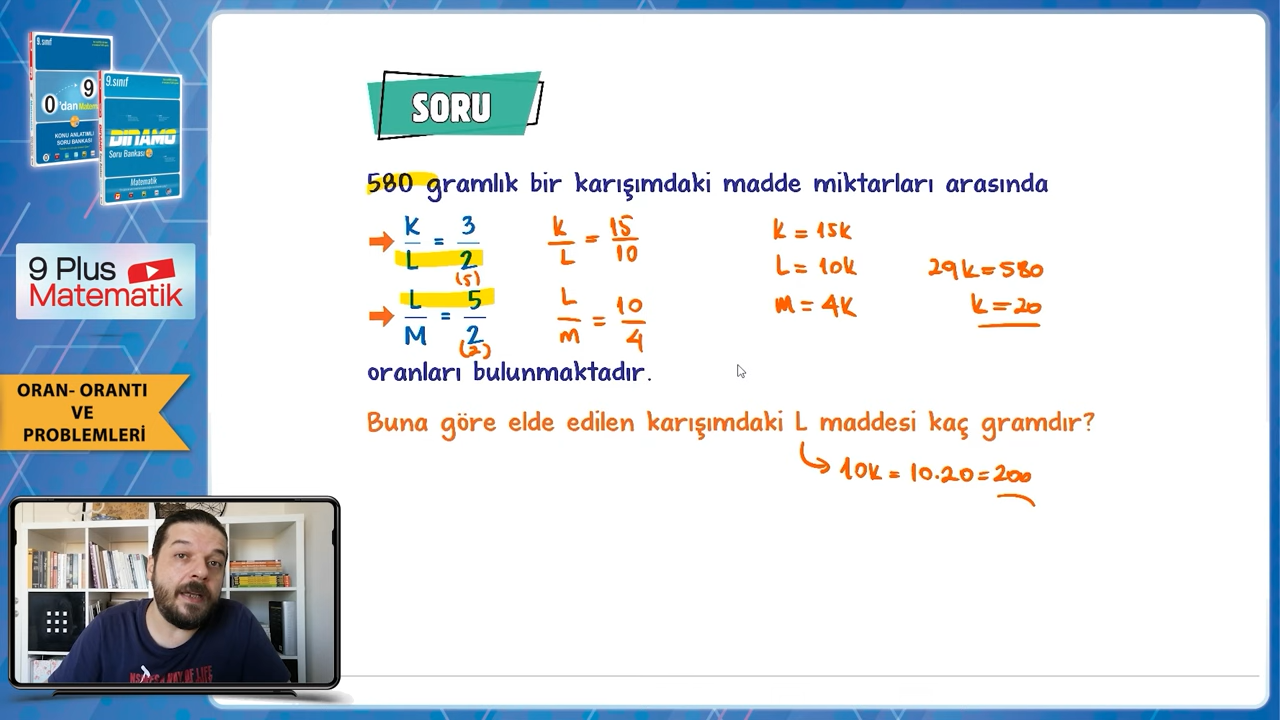 9.sınıf
0'dan 9
Matem
KONU ANLATIMLI
SORU BANKASI
9.sınıf
DİNAMO
Soru Bankası
Matematik
9 Plus
Matematik
ORAN- ORANTI
VE
PROBLEMLERİ
SORU
580 gramlık bir karışımdaki madde miktarları arasında
K/L = 3/2 (5)
k/L = 15/10
k = 15k
L = 10k
29k = 580
L/M = 5/2 (2)
L/m = 10/4
m = 4k
k = 20
oranları bulunmaktadır.
Buna göre elde edilen karışımdaki L maddesi kaç gramdır?
10k = 10.20 = 200